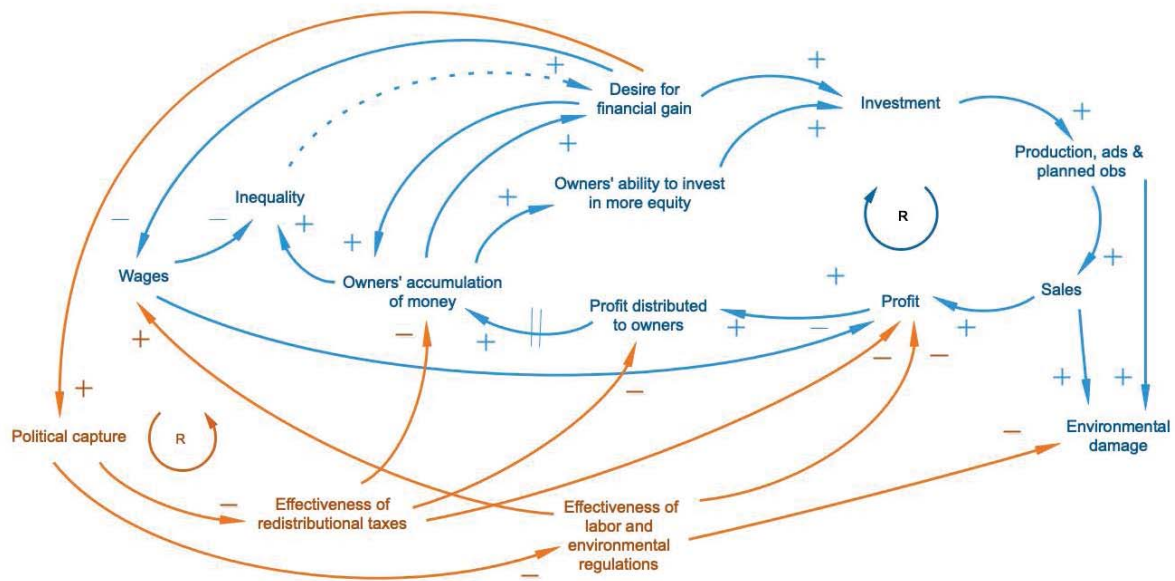 Desire for
financial gain
Investment
Production, ads &
planned obs
Owners' ability to invest
in more equity
Inequality
R
Wages
Owners' accumulation
of money
Profit distributed
to owners
Profit
Sales
Political capture
R
Environmental
damage
Effectiveness of
redistributional taxes
Effectiveness of
labor and
environmental
regulations